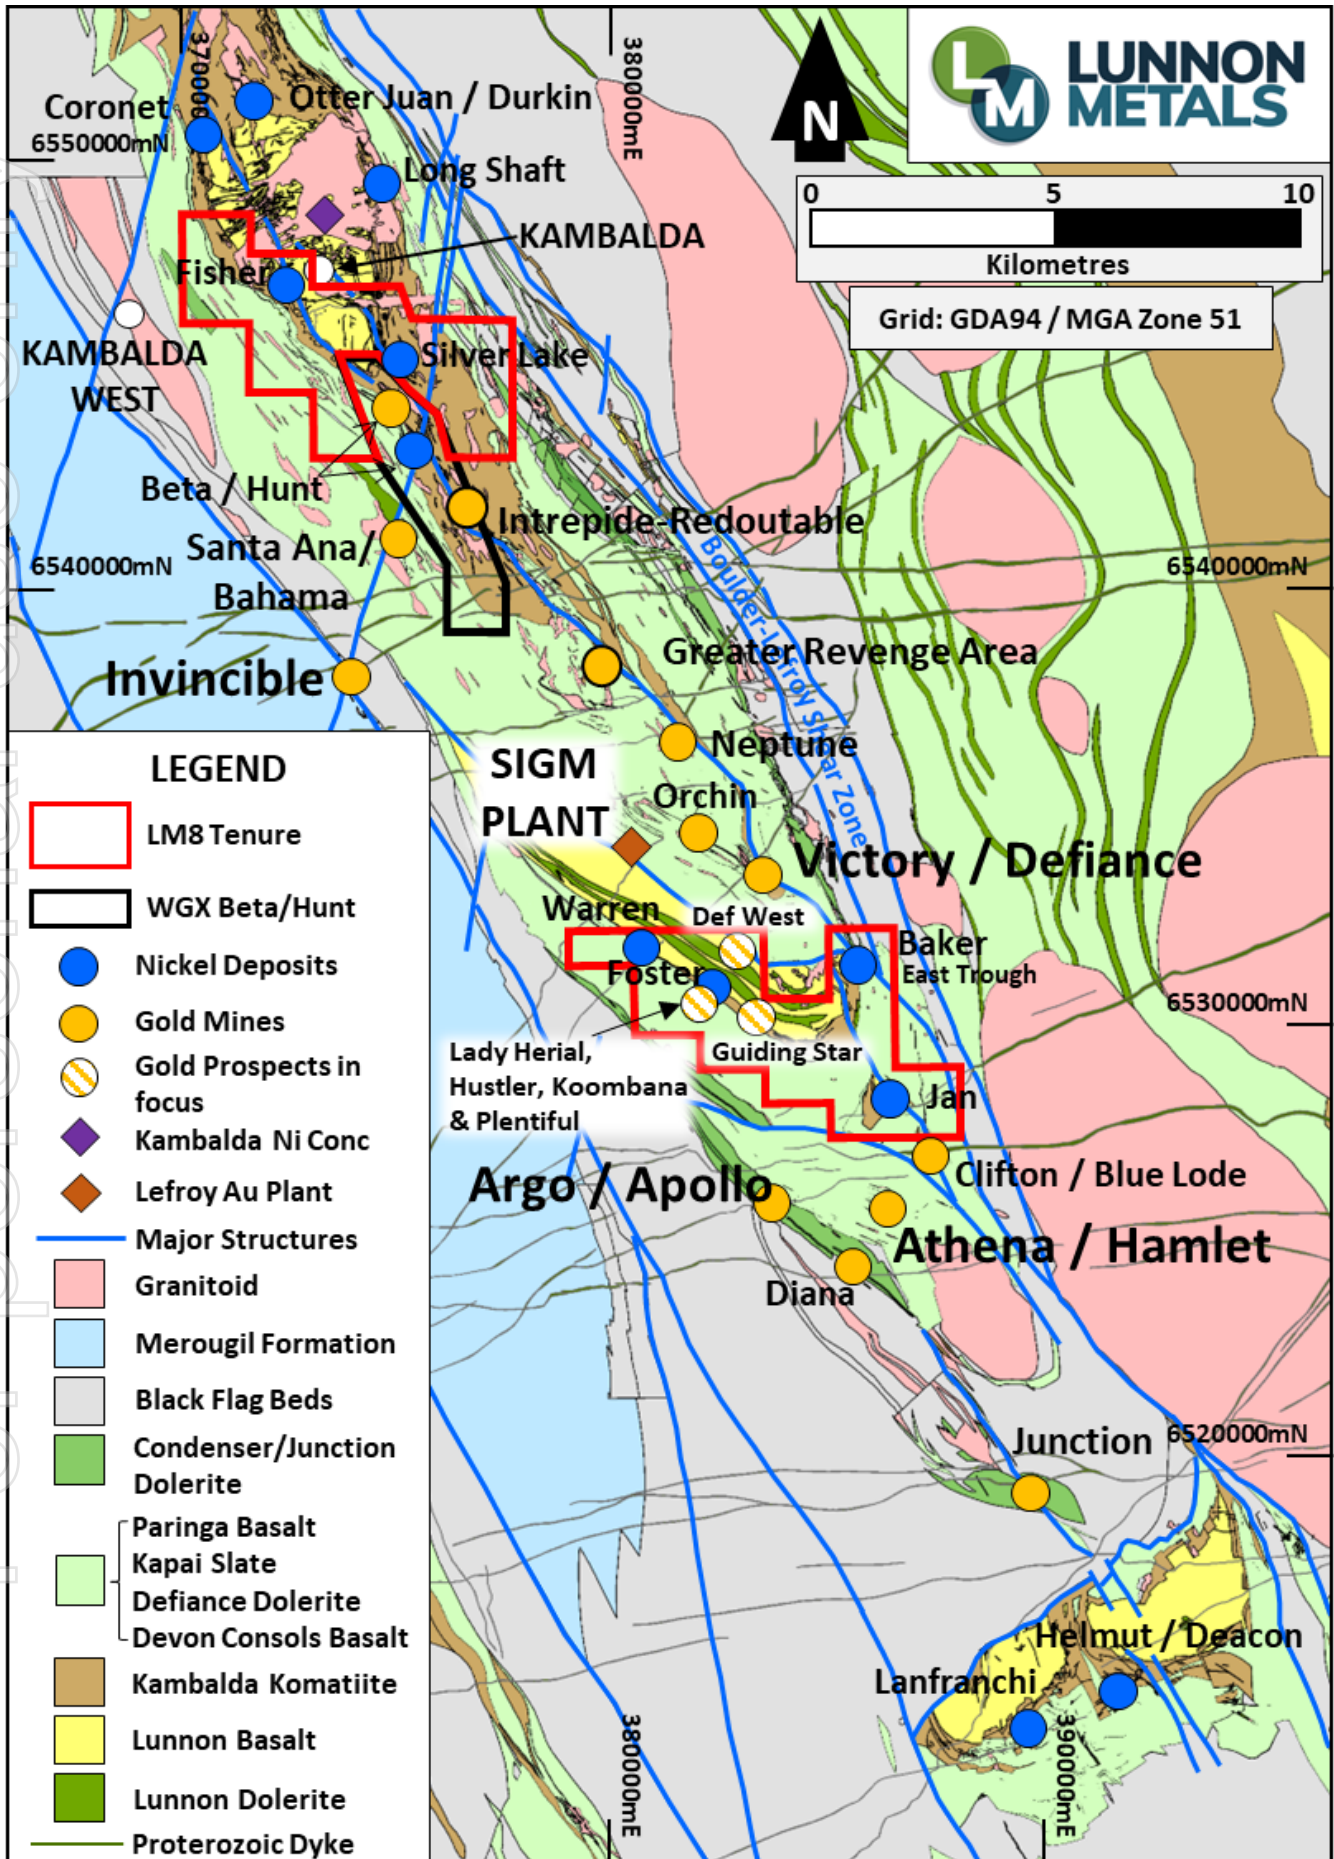 370000
380000mE
LM
LUNNON
METALS
N
Coronet
Otter Juan / Durkin
6550000mN
Long Shaft
0 5 10
Kilometres
Grid: GDA94 / MGA Zone 51
KAMBALDA
Fisher
KAMBALDA
WEST
Silver Lake
Beta / Hunt
Intrepide-Redoutable
Santa Ana/
Bahama
6540000mN
6540000mN
Boulder-Lefroy Shear Zone
Greater Revenge Area
Invincible
Neptune
SIGM
PLANT
Orchin
Victory / Defiance
Warren
Def West
Baker
East Trough
Foster
6530000mN
Lady Herial,
Hustler, Koombana
& Plentiful
Guiding Star
Jan
Clifton / Blue Lode
Argo / Apollo
Athena / Hamlet
Diana
Junction
6520000mN
Helmut / Deacon
Lanfranchi
380000mE
390000mE
LEGEND
LM8 Tenure
WGX Beta/Hunt
Nickel Deposits
Gold Mines
Gold Prospects in
focus
Kambalda Ni Conc
Lefroy Au Plant
Major Structures
Granitoid
Merougil Formation
Black Flag Beds
Condenser/Junction
Dolerite
Paringa Basalt
Kapai Slate
Defiance Dolerite
Devon Consols Basalt
Kambalda Komatiite
Lunnon Basalt
Lunnon Dolerite
Proterozoic Dyke